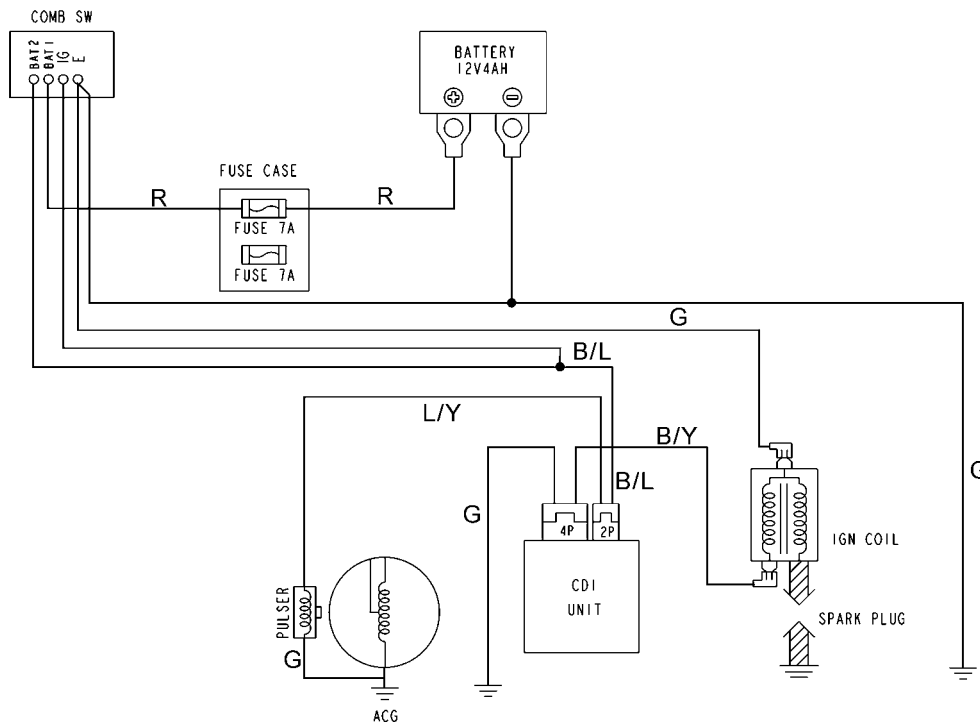 COMB SW
BAT2
BAT1
IG
E
BATTERY
12V4AH
FUSE CASE
R
R
FUSE 7A
FUSE 7A
G
B/L
L/Y
B/Y
B/L
G
G
4P
2P
IGN COIL
CDI
UNIT
PULSER
SPARK PLUG
G
ACG